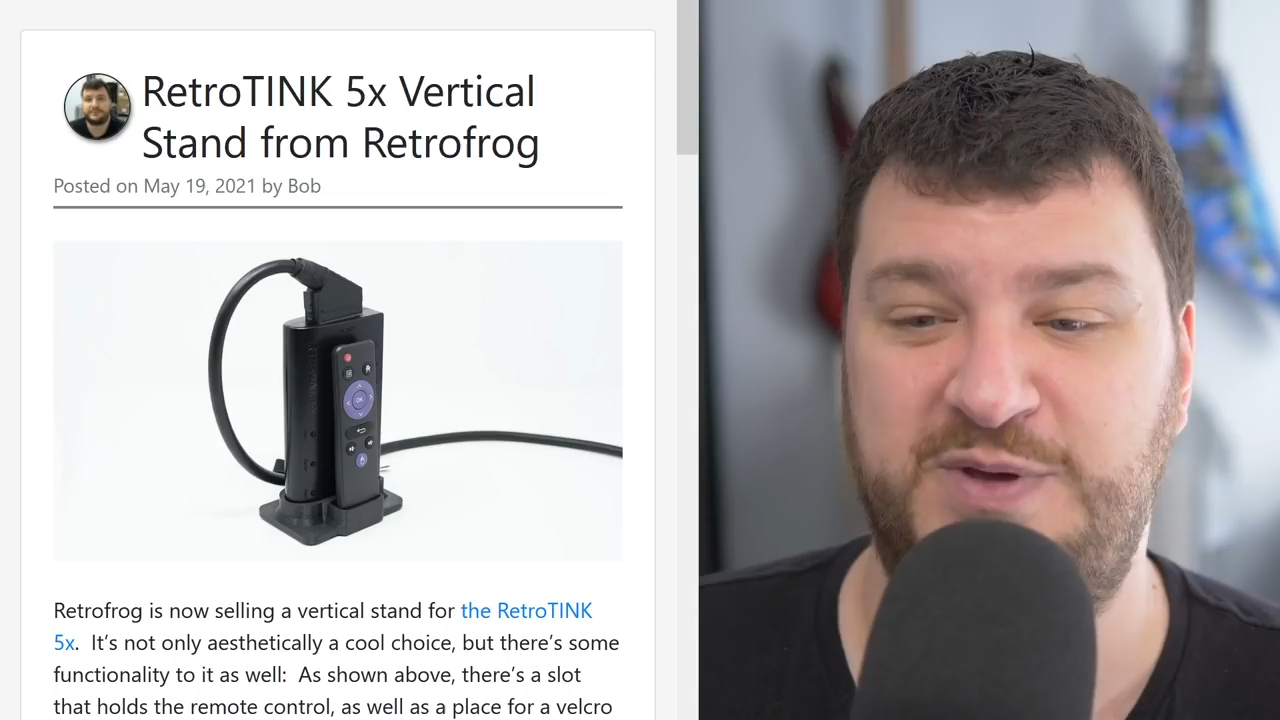 RetroTINK 5x Vertical
Stand from Retrofrog
Posted on May 19, 2021 by Bob
OK
Retrofrog is now selling a vertical stand for the RetroTINK
5x.  It’s not only aesthetically a cool choice, but there’s some
functionality to it as well:  As shown above, there’s a slot
that holds the remote control, as well as a place for a velcro